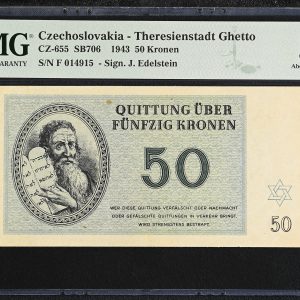 MG Czechoslovakia - Theresienstadt Ghetto
CZ-655 SB706 1943 50 Kronen
GUARANTY
S/N F 014915 - Sign. J. Edelstein
QUITTUNG ÜBER
FÜNFZIG KRONEN
50
WER DIESE QUITTUNG VERFÄLSCHT ODER NACHMACHT
ODER GEFÄLSCHTE QUITTUNGEN IN VERKEHR BRINGT,
WIRD STRENGSTENS BESTRAFT.
50